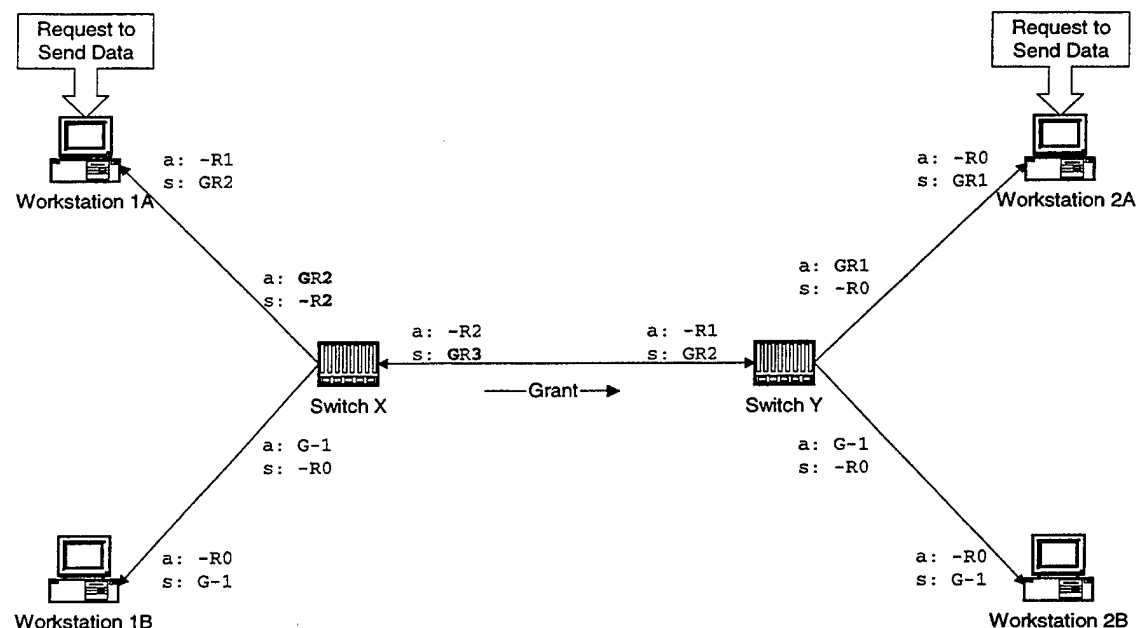 Request to
Send Data
Request to
Send Data
a: -R1
s: GR2
Workstation 1A
a: -R0
s: GR1
Workstation 2A
a: GR2
s: -R2
a: GR1
s: -R0
a: -R2
s: GR3
a: -R1
s: GR2
Grant
Switch X
Switch Y
a: G-1
s: -R0
a: G-1
s: -R0
a: -R0
s: G-1
Workstation 1B
a: -R0
s: G-1
Workstation 2B